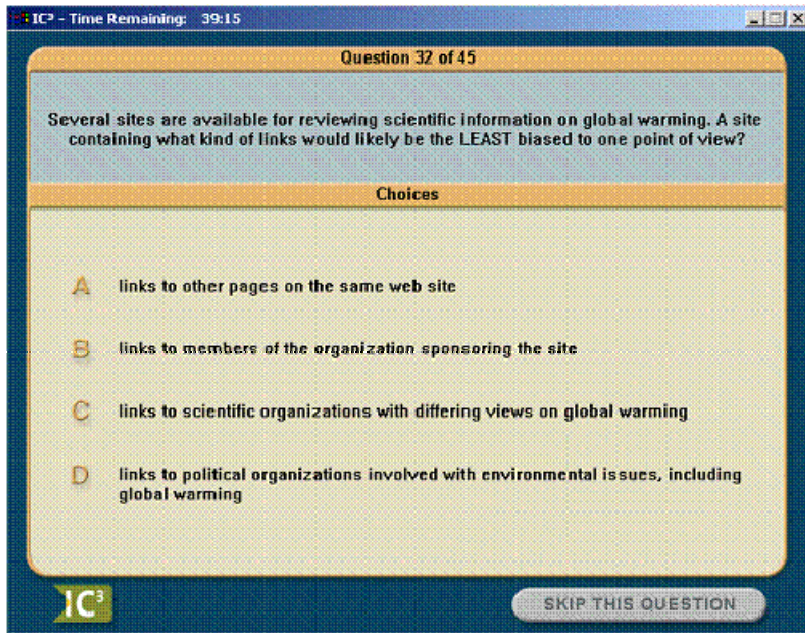 IC³ - Time Remaining: 39:15
Question 32 of 45
Several sites are available for reviewing scientific information on global warming. A site
containing what kind of links would likely be the LEAST biased to one point of view?
Choices
A links to other pages on the same web site
B links to members of the organization sponsoring the site
C links to scientific organizations with differing views on global warming
D links to political organizations involved with environmental issues, including
global warming
IC³
SKIP THIS QUESTION